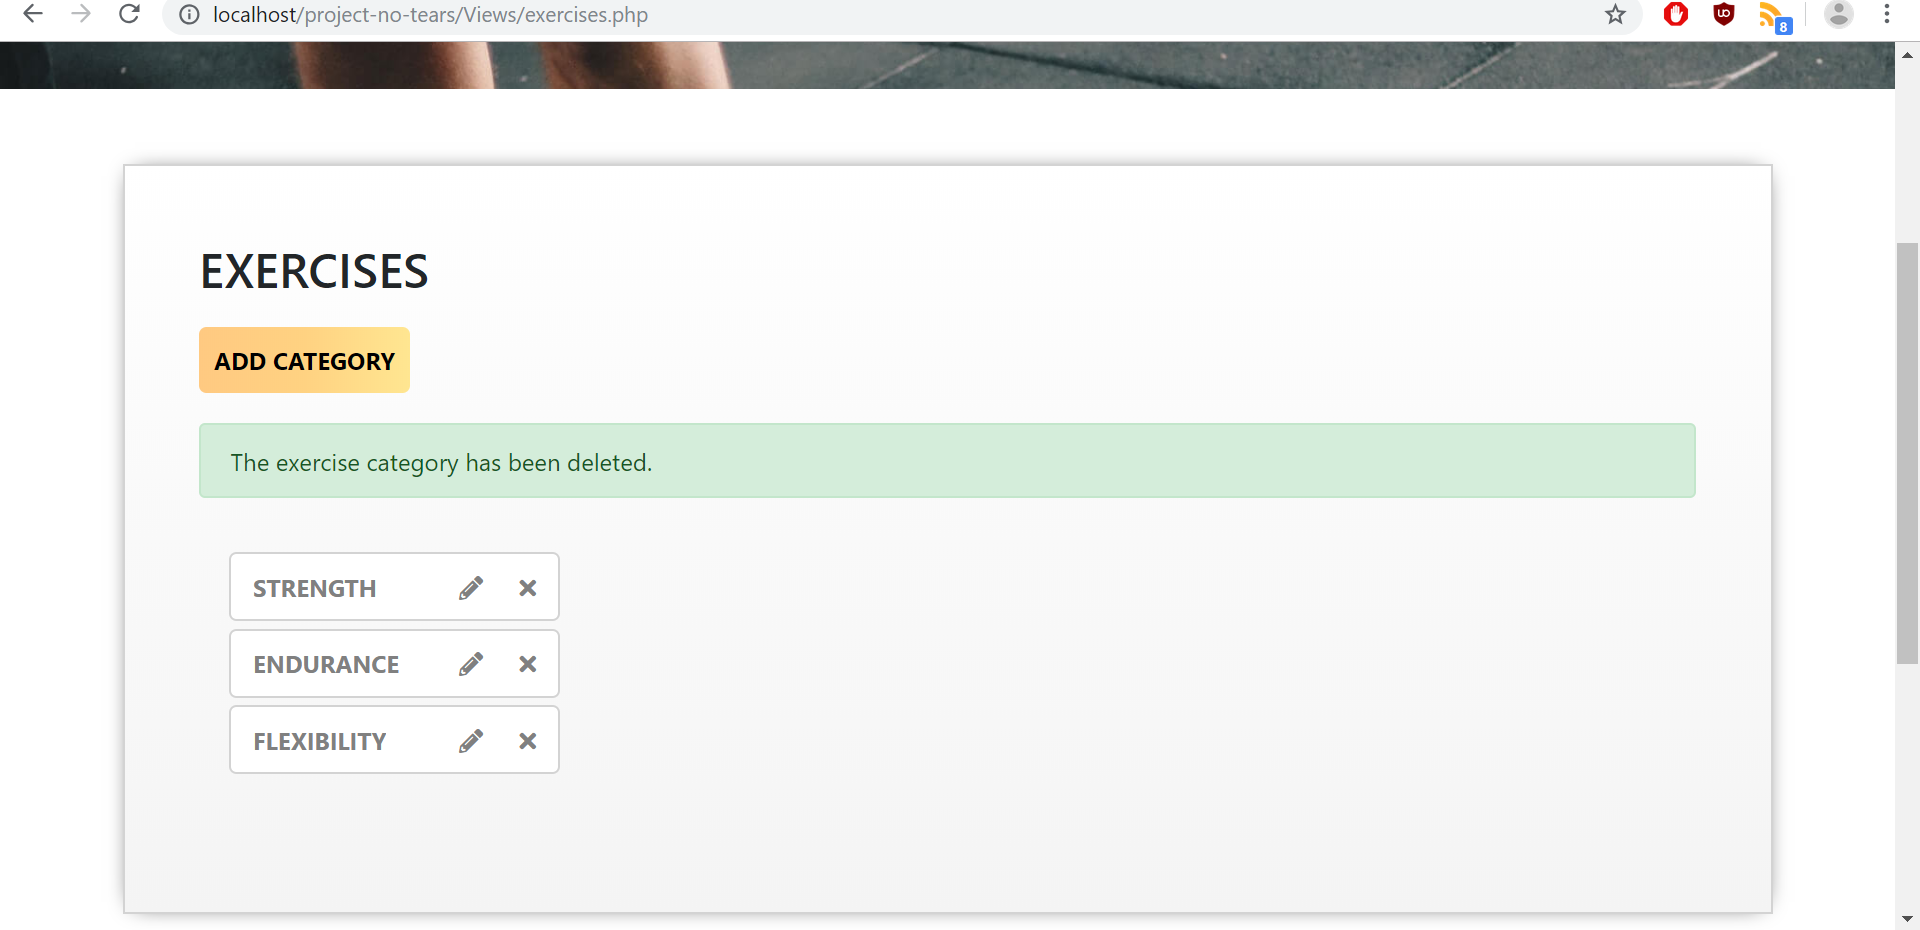 localhost/project-no-tears/Views/exercises.php
8
EXERCISES
ADD CATEGORY
The exercise category has been deleted.
STRENGTH
ENDURANCE
FLEXIBILITY